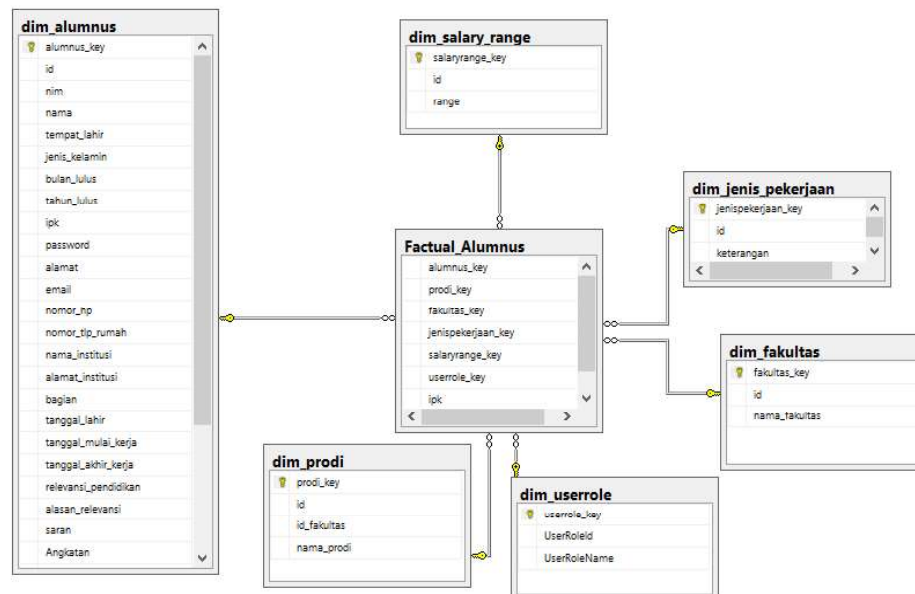 dim_alumnus
alumnus_key
id
nim
nama
tempat_lahir
jenis_kelamin
bulan_lulus
tahun_lulus
ipk
password
alamat
email
nomor_hp
nomor_tlp_rumah
nama_institusi
alamat_institusi
bagian
tanggal_lahir
tanggal_mulai_kerja
tanggal_akhir_kerja
relevansi_pendidikan
alasan_relevansi
saran
Angkatan
dim_salary_range
salaryrange_key
id
range
dim_jenis_pekerjaan
jenispekerjaan_key
id
keterangan
Factual_Alumnus
alumnus_key
prodi_key
fakultas_key
jenispekerjaan_key
salaryrange_key
userrole_key
ipk
dim_fakultas
fakultas_key
id
nama_fakultas
dim_prodi
prodi_key
id
id_fakultas
nama_prodi
dim_userrole
userrole_key
UserRoleId
UserRoleName